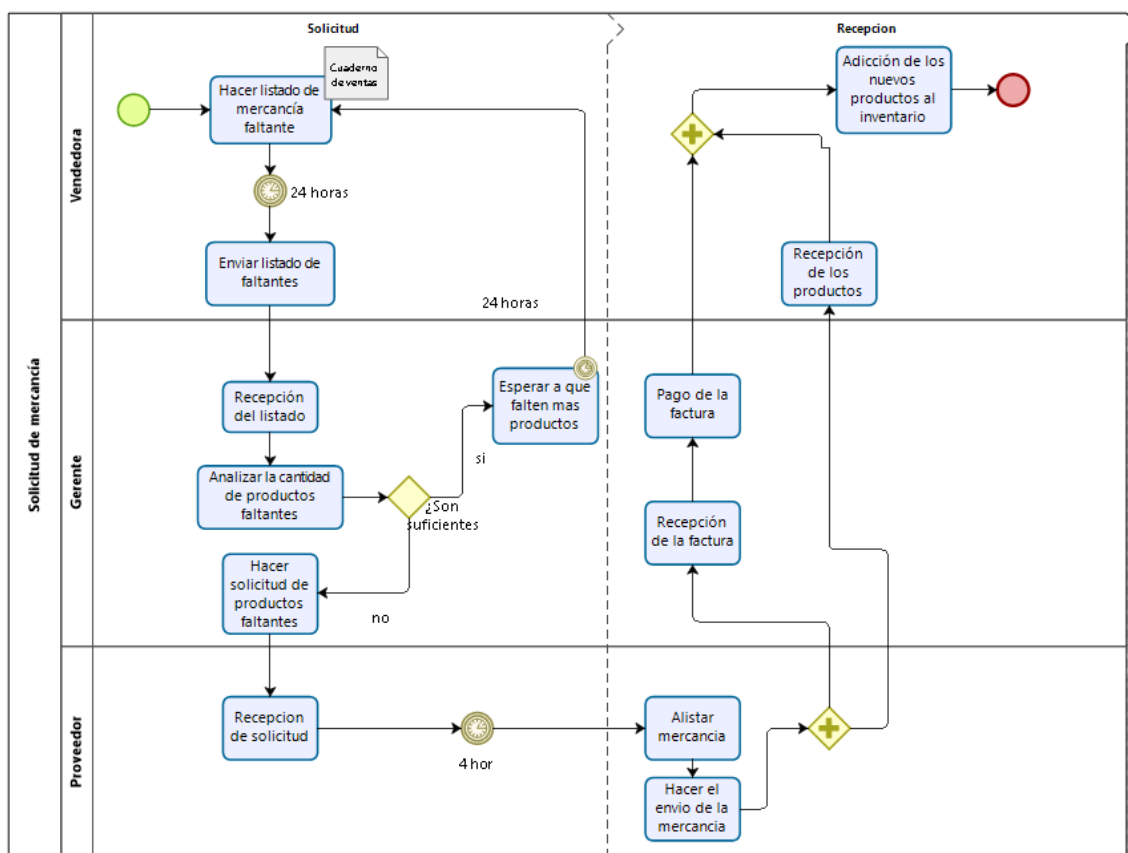 Solicitud
Recepcion
Solicitud de mercancía
Vendedora
Hacer listado de
mercancía
faltante
Cuaderno
de ventas
24 horas
Enviar listado de
faltantes
24 horas
Adicción de los
nuevos
productos al
inventario
Recepción
de los
productos
Gerente
Recepción
del listado
Analizar la cantidad
de productos
faltantes
¿Son
suficientes
si
no
Esperar a que
falten mas
productos
Hacer
solicitud de
productos
faltantes
Pago de la
factura
Recepción
de la factura
Proveedor
Recepcion
de solicitud
4 hor
Alistar
mercancia
Hacer el
envio de la
mercancia